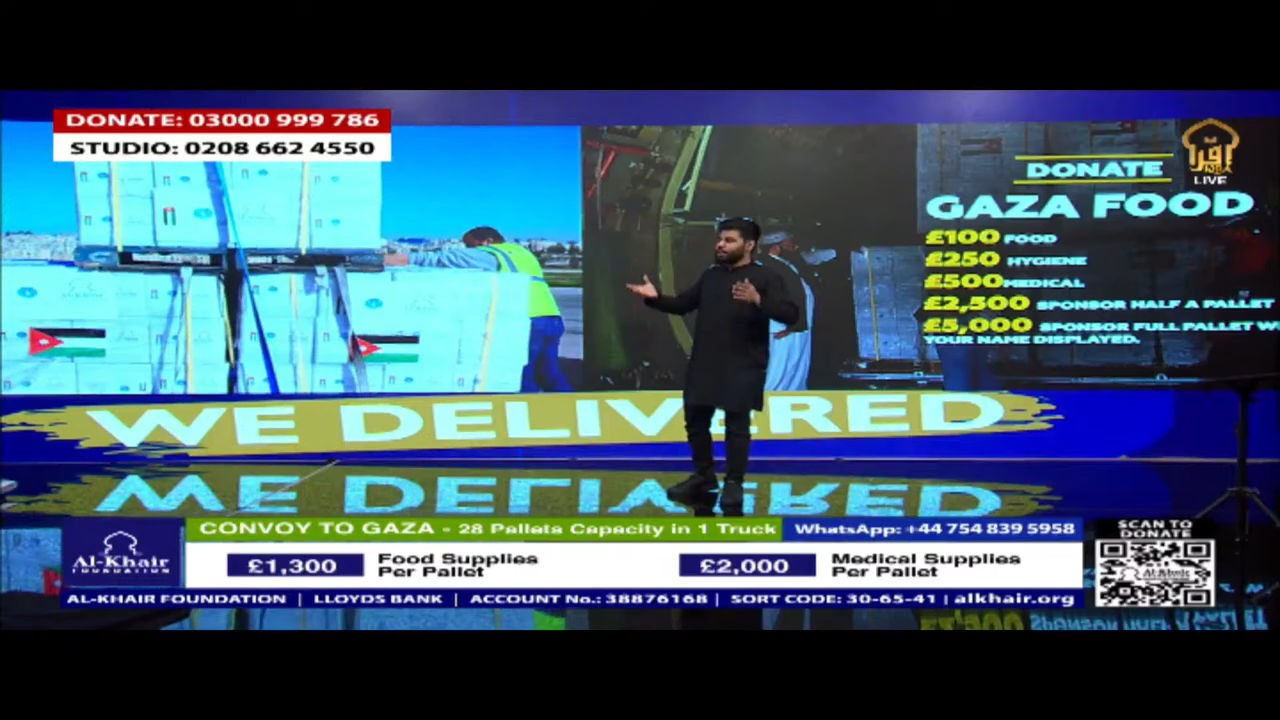 DONATE: 03000 999 786
STUDIO: 0208 662 4550
اقرأ
LIVE
DONATE
GAZA FOOD
£100 FOOD
£250 HYGIENE
£500 MEDICAL
£2,500 SPONSOR HALF A PALLET
£5,000 SPONSOR FULL PALLET W
YOUR NAME DISPLAYED.
WE DELIVERED
CONVOY TO GAZA - 28 Pallets Capacity in 1 Truck
WhatsApp: +44 754 839 5958
SCAN TO
DONATE
Al-Khair
FOUNDATION
£1,300 Food Supplies
Per Pallet
£2,000 Medical Supplies
Per Pallet
Al-Khair
AL-KHAIR FOUNDATION | LLOYDS BANK | ACCOUNT No.: 38876168 | SORT CODE: 30-65-41 | alkhair.org